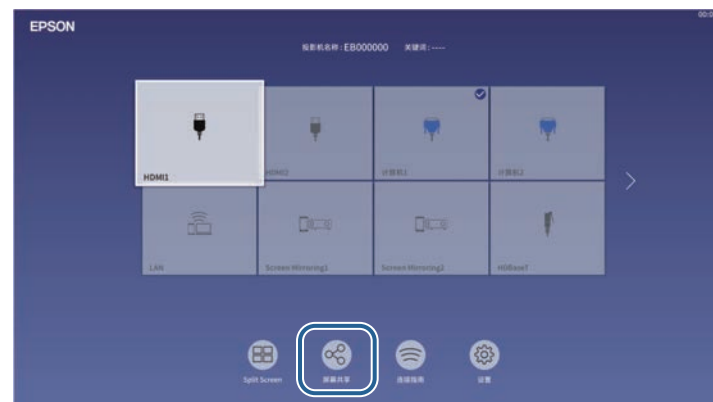 EPSON
投影机名称:EB000000 关键词:----
HDMI1
HDMI2
计算机1
计算机2
LAN
Screen Mirroring1
Screen Mirroring2
HDBaseT
Split Screen
屏幕共享
连接指南
设置